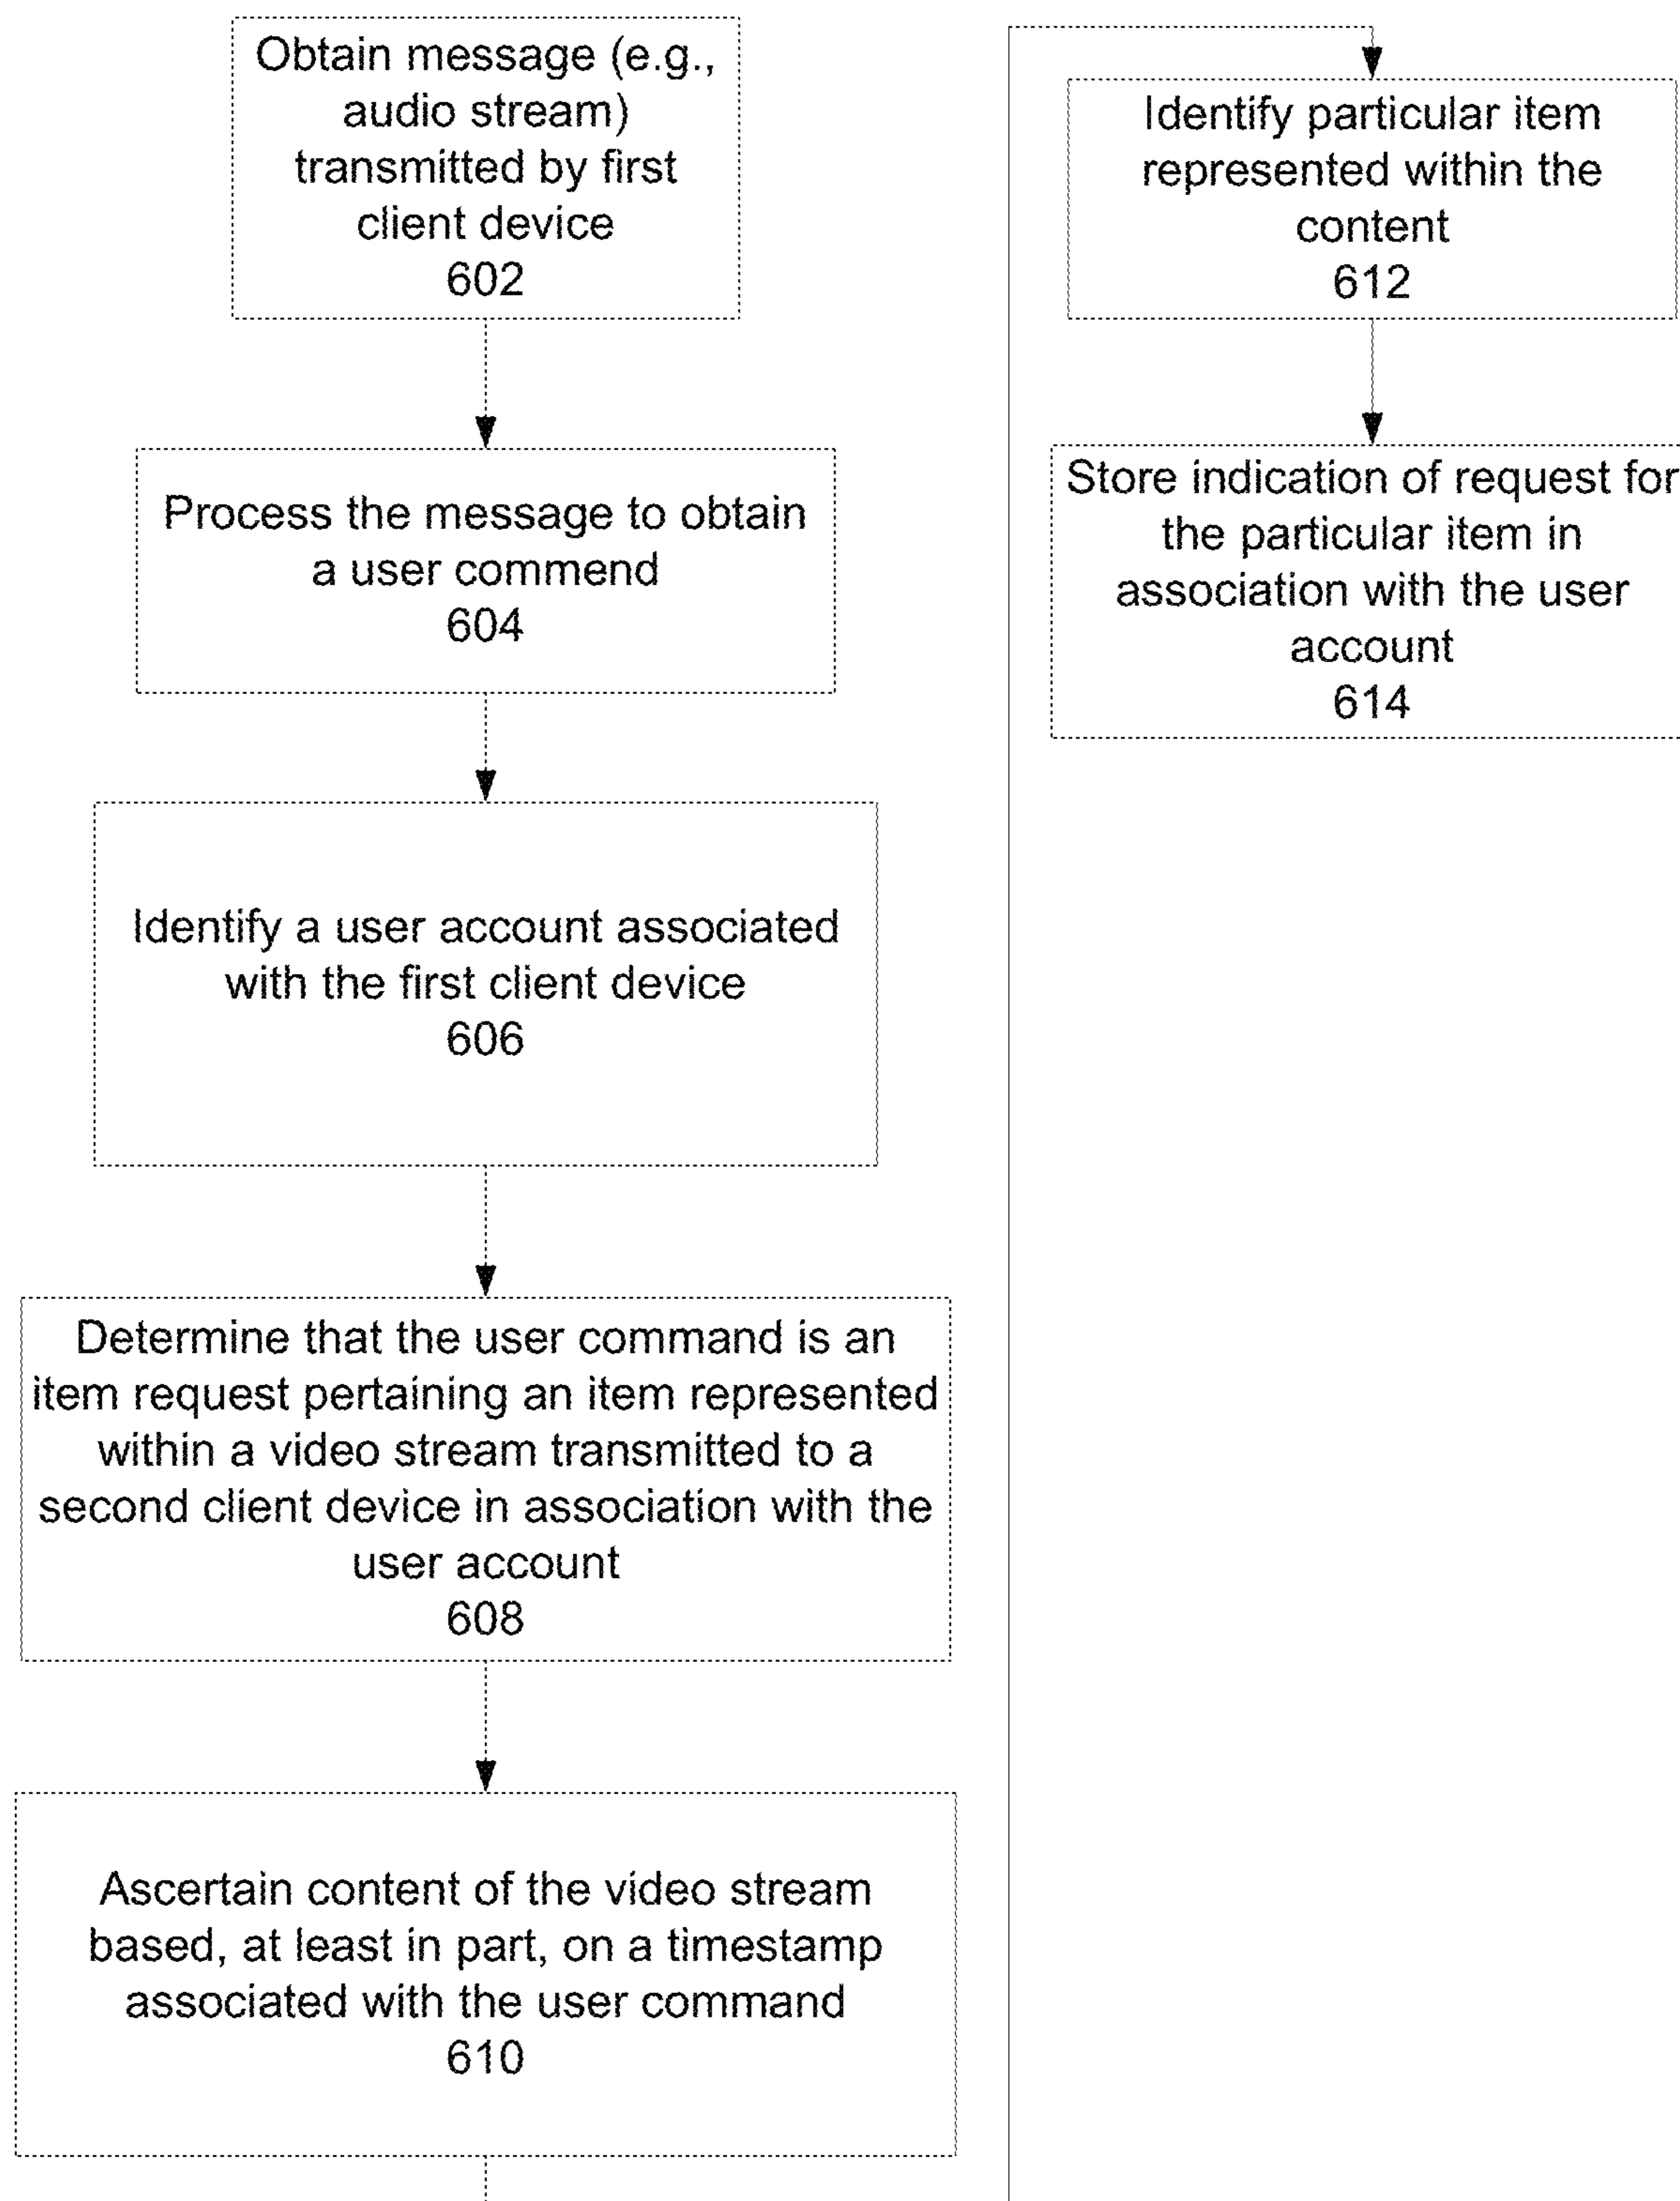 Obtain message (e.g.,
audio stream)
transmitted by first
client device
602
Process the message to obtain
a user commend
604
Identify a user account associated
with the first client device
606
Determine that the user command is an
item request pertaining an item represented
within a video stream transmitted to a
second client device in association with the
user account
608
Ascertain content of the video stream
based, at least in part, on a timestamp
associated with the user command
610
Identify particular item
represented within the
content
612
Store indication of request for
the particular item in
association with the user
account
614